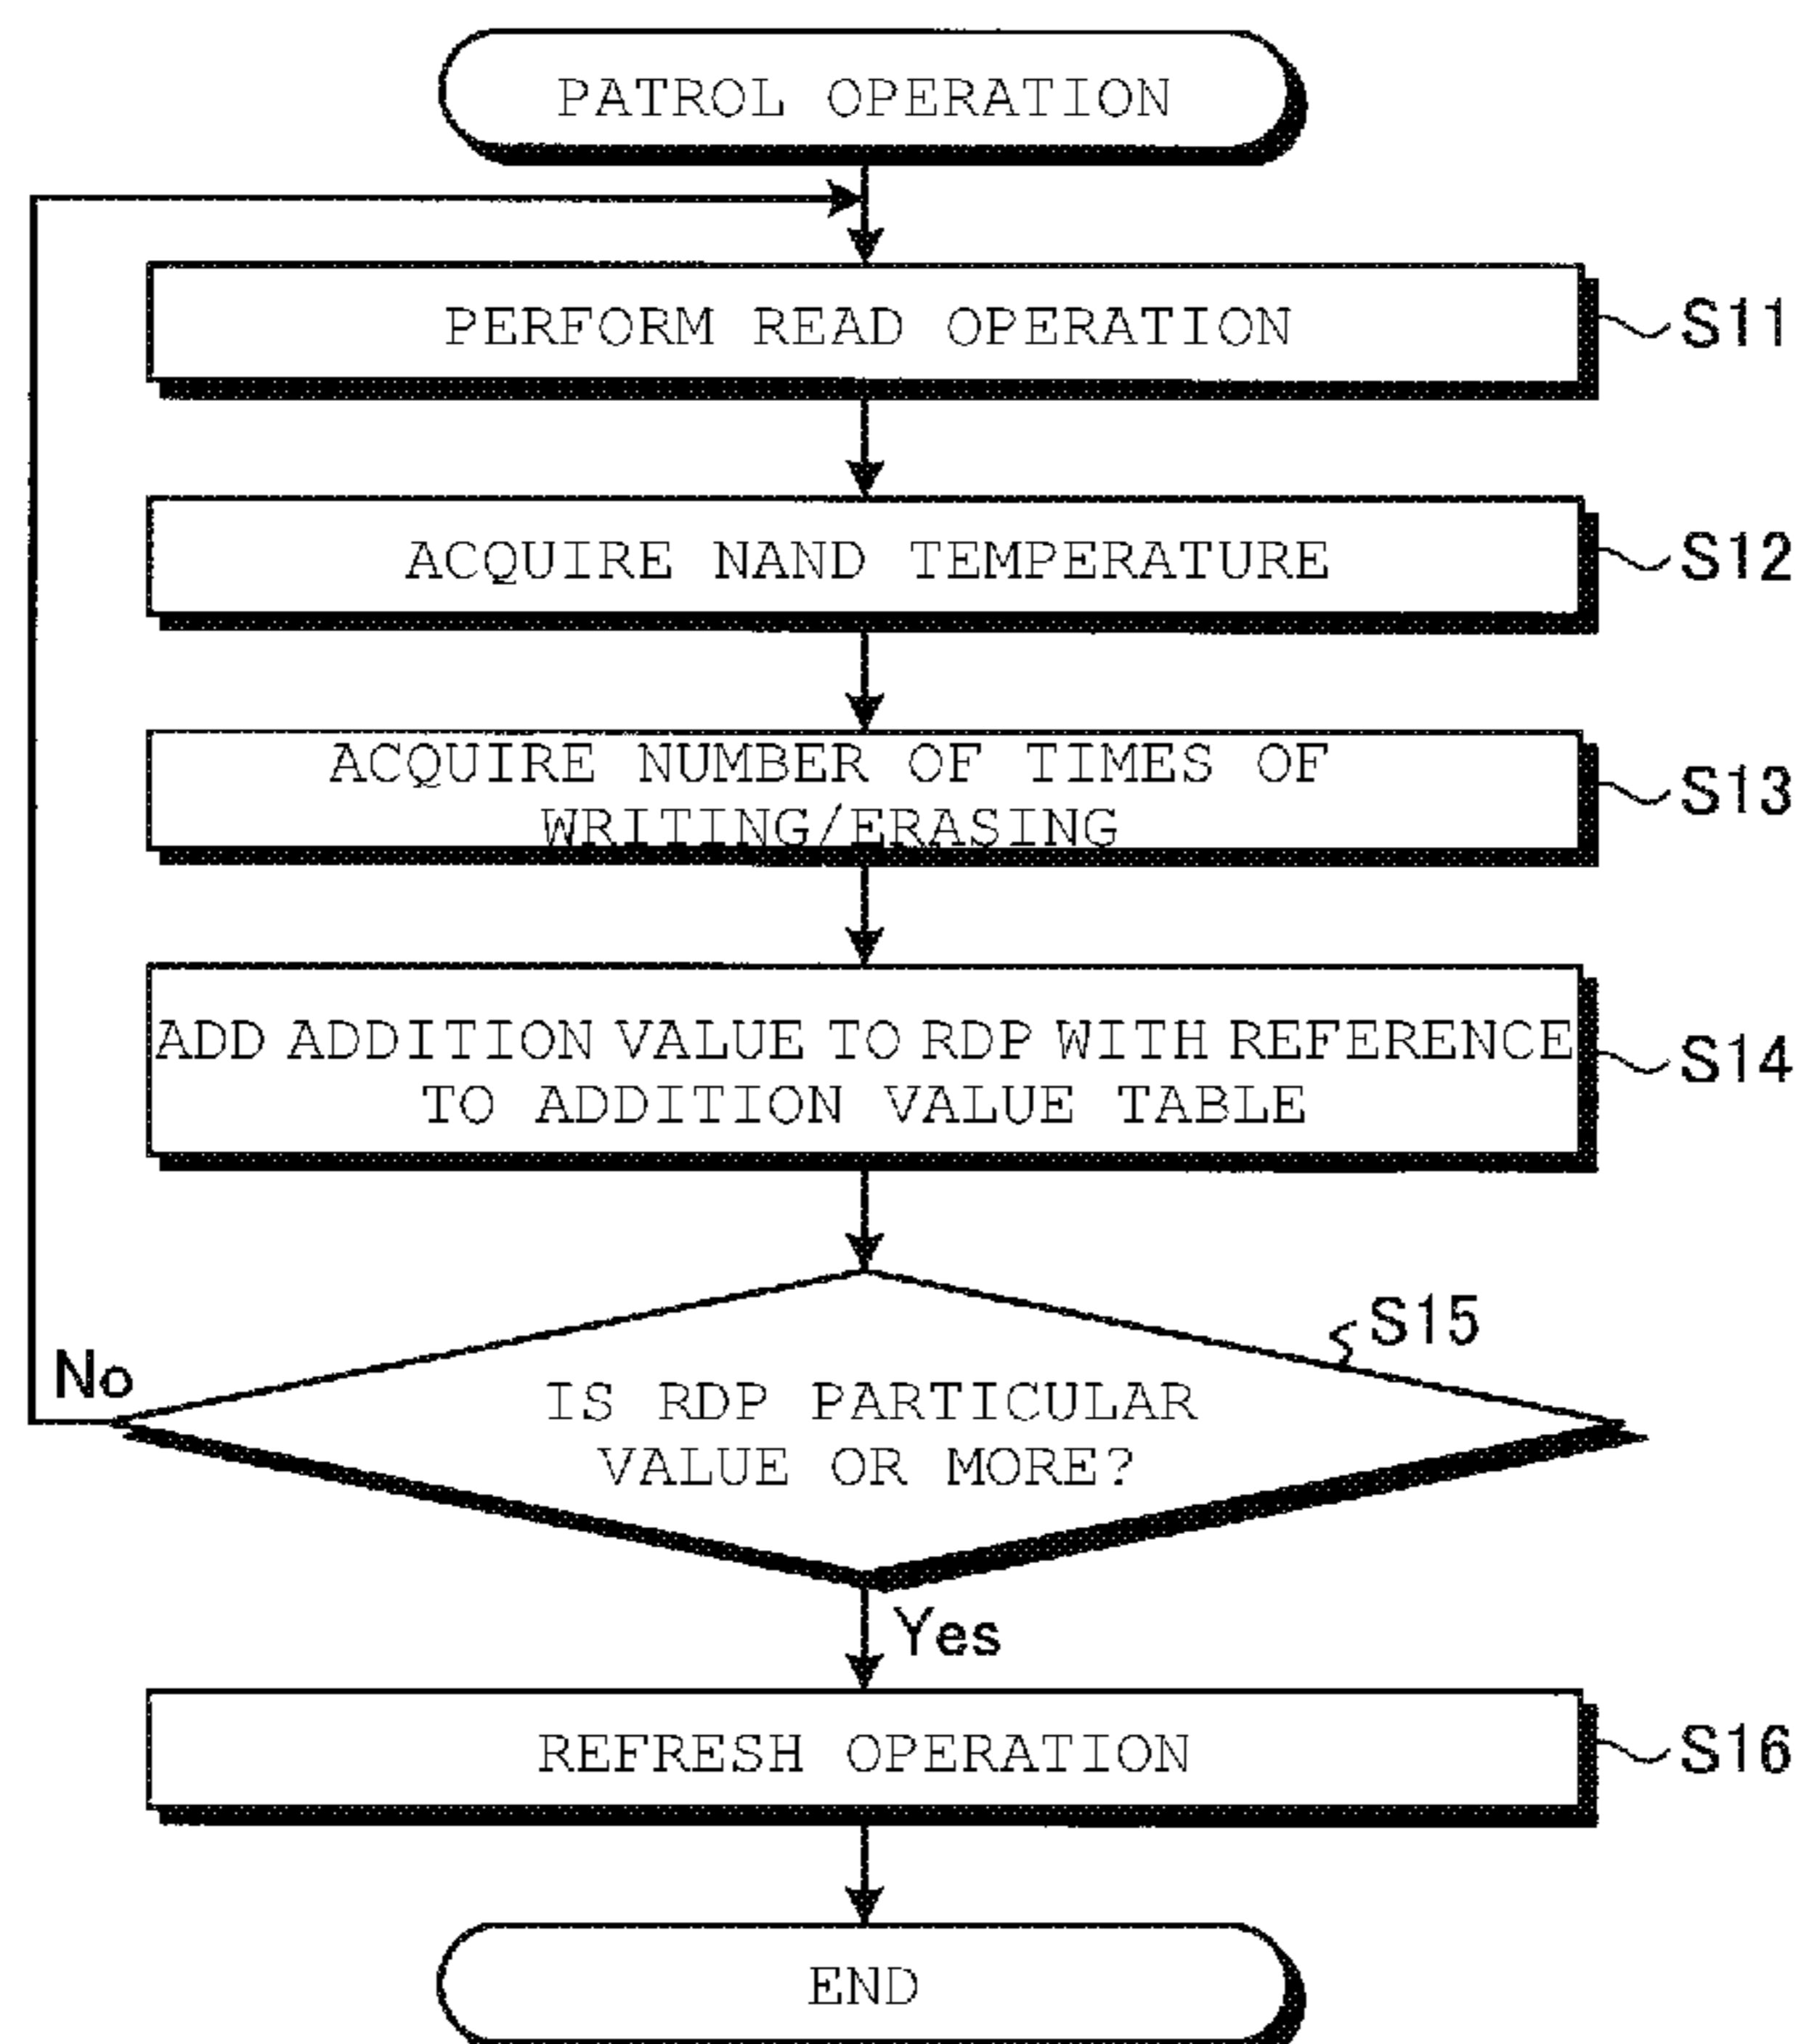 PATROL OPERATION
PERFORM READ OPERATION
S11
ACQUIRE NAND TEMPERATURE
S12
ACQUIRE NUMBER OF TIMES OF
WRITING/ERASING
S13
ADD ADDITION VALUE TO RDP WITH REFERENCE
TO ADDITION VALUE TABLE
S14
S15
No
IS RDP PARTICULAR
VALUE OR MORE?
Yes
REFRESH OPERATION
S16
END